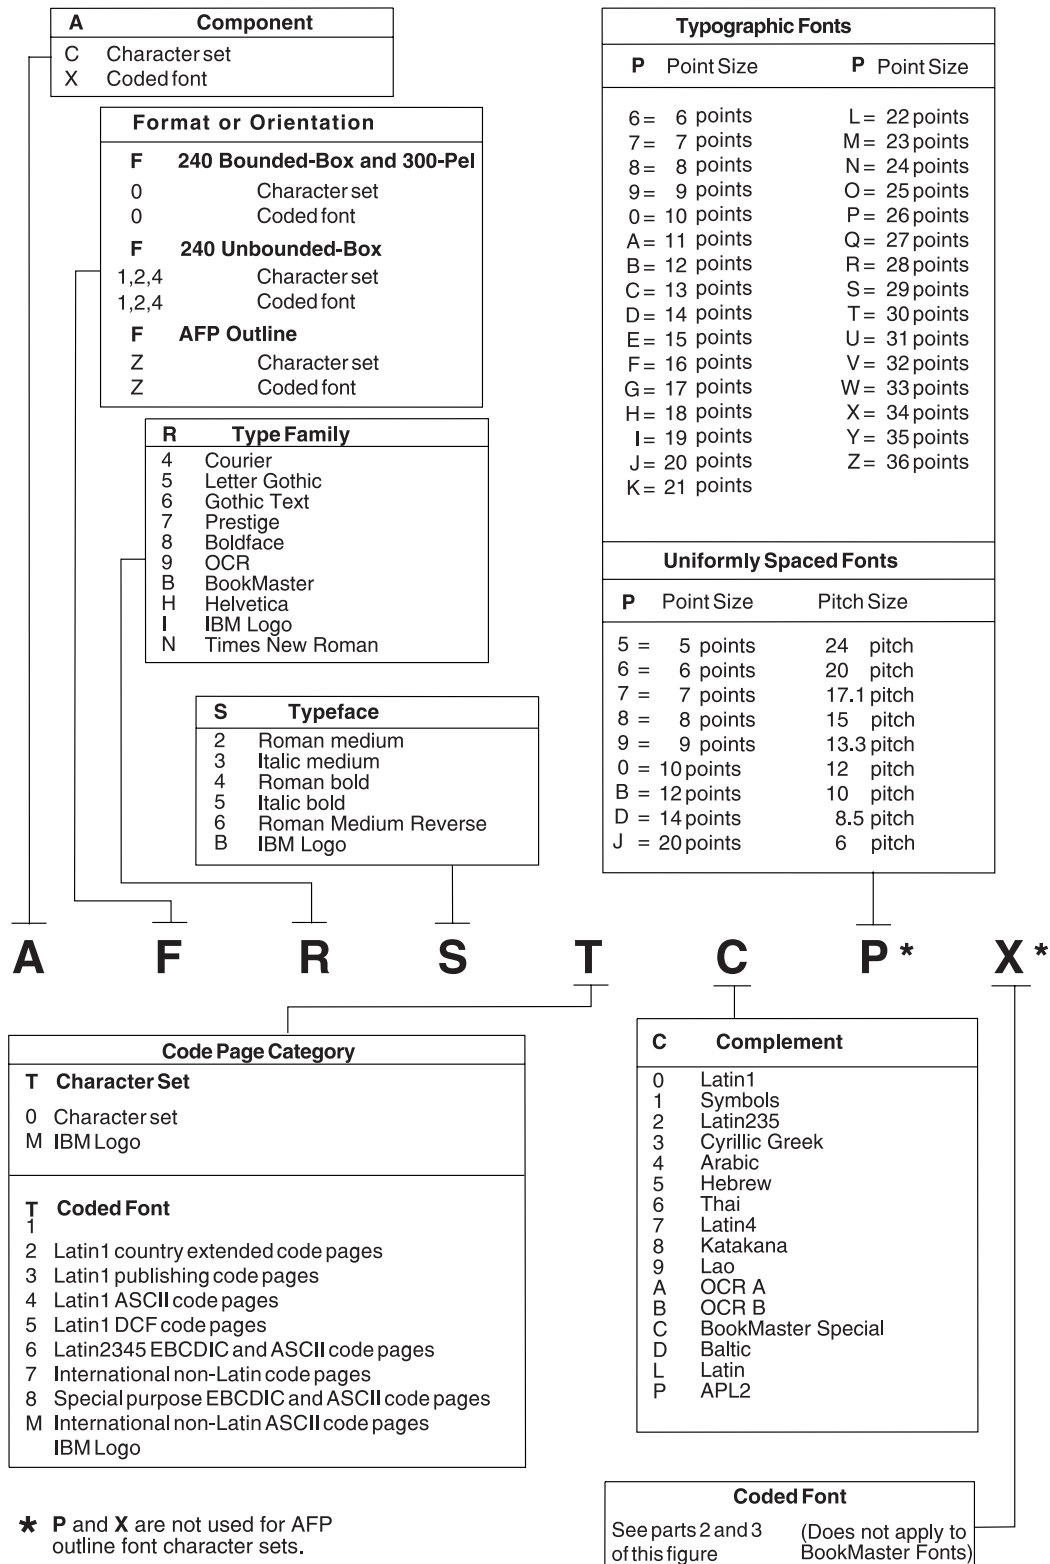 A Component
C Character set
X Coded font
Format or Orientation
F 240 Bounded-Box and 300-Pel
0 Character set
0 Coded font
F 240 Unbounded-Box
1,2,4 Character set
1,2,4 Coded font
F AFP Outline
Z Character set
Z Coded font
R Type Family
4 Courier
5 Letter Gothic
6 Gothic Text
7 Prestige
8 Boldface
9 OCR
B BookMaster
H Helvetica
I IBM Logo
N Times New Roman
S Typeface
2 Roman medium
3 Italic medium
4 Roman bold
5 Italic bold
6 Roman Medium Reverse
B IBM Logo
Typographic Fonts
P Point Size P Point Size
6 = 6 points L = 22 points
7 = 7 points M = 23 points
8 = 8 points N = 24 points
9 = 9 points O = 25 points
0 = 10 points P = 26 points
A = 11 points Q = 27 points
B = 12 points R = 28 points
C = 13 points S = 29 points
D = 14 points T = 30 points
E = 15 points U = 31 points
F = 16 points V = 32 points
G = 17 points W = 33 points
H = 18 points X = 34 points
I = 19 points Y = 35 points
J = 20 points Z = 36 points
K = 21 points
Uniformly Spaced Fonts
P Point Size Pitch Size
5 = 5 points 24 pitch
6 = 6 points 20 pitch
7 = 7 points 17.1 pitch
8 = 8 points 15 pitch
9 = 9 points 13.3 pitch
0 = 10 points 12 pitch
B = 12 points 10 pitch
D = 14 points 8.5 pitch
J = 20 points 6 pitch
A F R S T C P * X *
Code Page Category
T Character Set
0 Character set
M IBM Logo
T Coded Font
1
2 Latin1 country extended code pages
3 Latin1 publishing code pages
4 Latin1 ASCII code pages
5 Latin1 DCF code pages
6 Latin2345 EBCDIC and ASCII code pages
7 International non-Latin code pages
8 Special purpose EBCDIC and ASCII code pages
M International non-Latin ASCII code pages
IBM Logo
C Complement
0 Latin1
1 Symbols
2 Latin235
3 Cyrillic Greek
4 Arabic
5 Hebrew
6 Thai
7 Latin4
8 Katakana
9 Lao
A OCR A
B OCR B
C BookMaster Special
D Baltic
L Latin
P APL2
Coded Font
See parts 2 and 3 (Does not apply to
of this figure BookMaster Fonts)
* P and X are not used for AFP
outline font character sets.